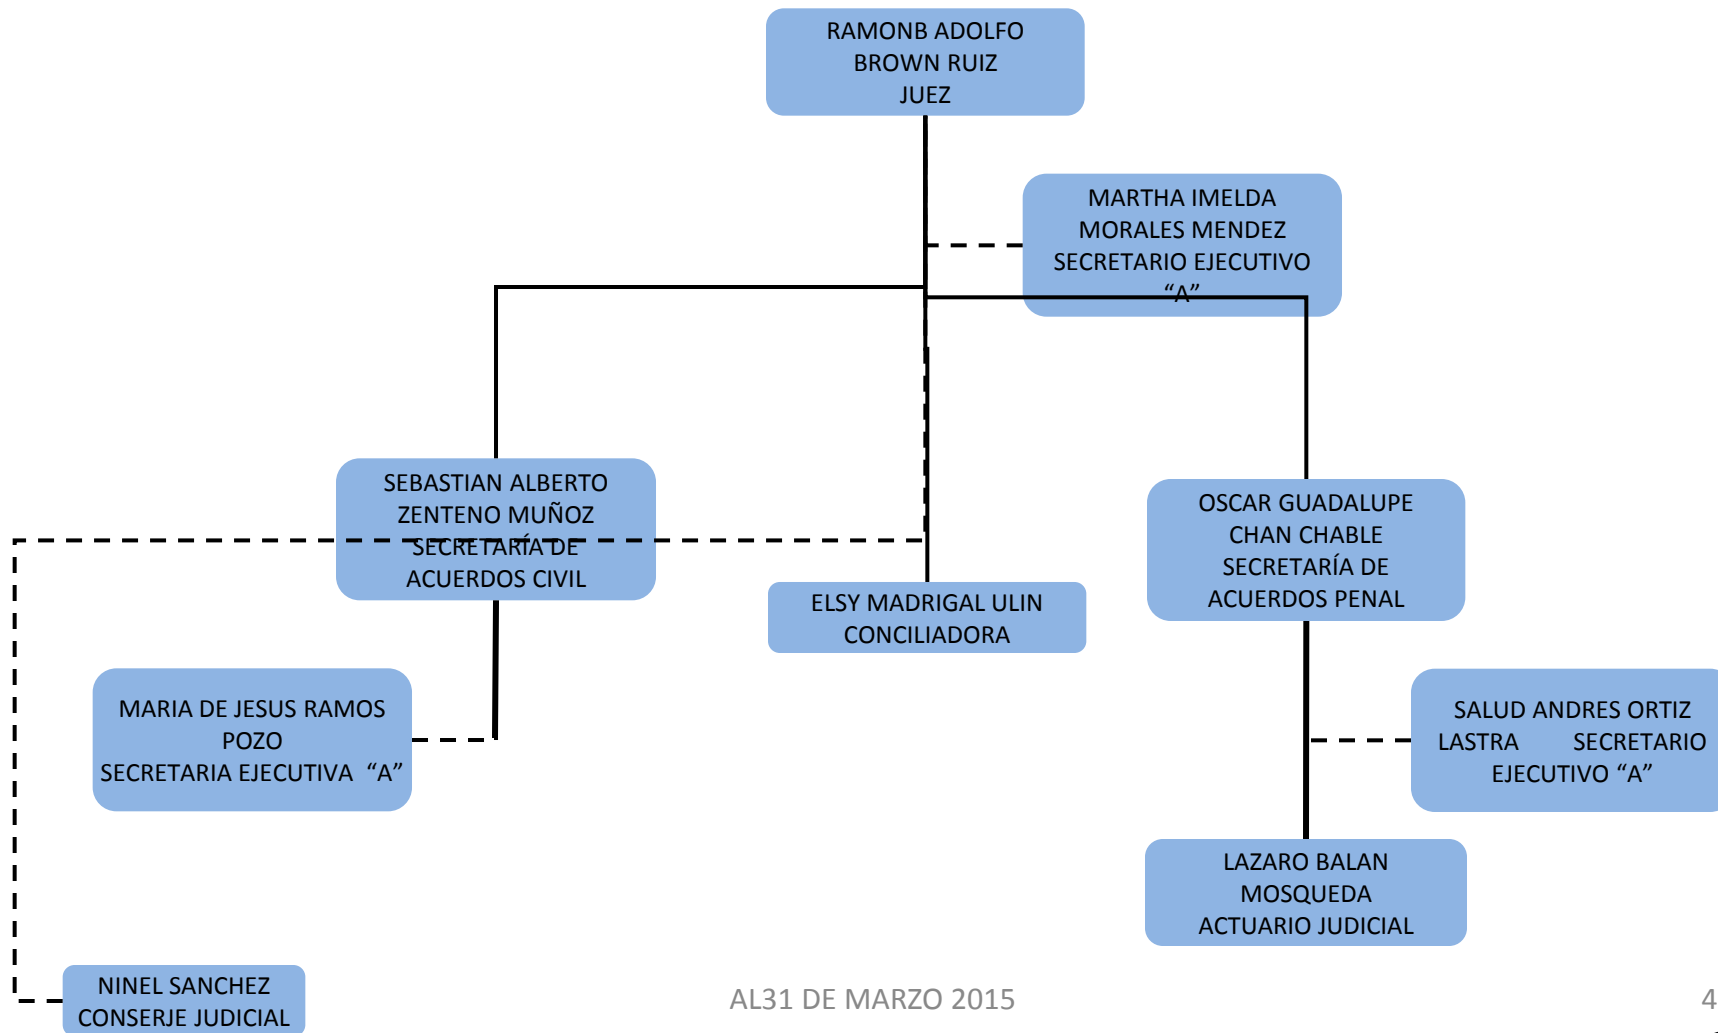 RAMONB ADOLFO
BROWN RUIZ
JUEZ
MARTHA IMELDA
MORALES MENDEZ
SECRETARIO EJECUTIVO
“A”
SEBASTIAN ALBERTO
ZENTENO MUÑOZ
SECRETARÍA DE
ACUERDOS CIVIL
ELSY MADRIGAL ULIN
CONCILIADORA
OSCAR GUADALUPE
CHAN CHABLE
SECRETARÍA DE
ACUERDOS PENAL
MARIA DE JESUS RAMOS
POZO
SECRETARIA EJECUTIVA “A”
SALUD ANDRES ORTIZ
LASTRA SECRETARIO
EJECUTIVO “A”
LAZARO BALAN
MOSQUEDA
ACTUARIO JUDICIAL
NINEL SANCHEZ
CONSERJE JUDICIAL
AL31 DE MARZO 2015
4